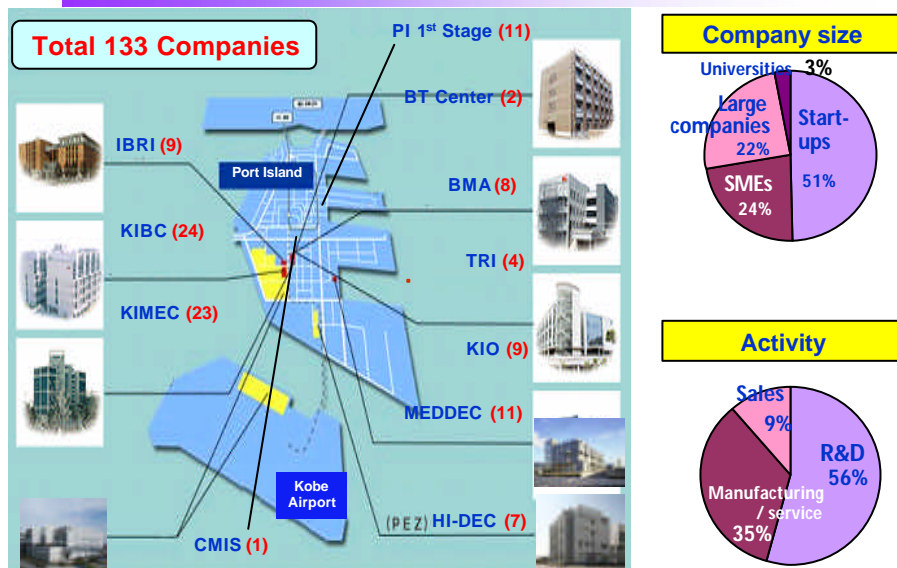 Total 133 Companies
PI 1st Stage (11)
BT Center (2)
IBRI (9)
Port Island
BMA (8)
KIBC (24)
TRI (4)
KIMEC (23)
KIO (9)
MEDDEC (11)
Kobe
Airport
(PEZ) HI-DEC (7)
CMIS (1)
Company size
Universities 3%
Large
companies
22%
Start-
ups
51%
SMEs
24%
Activity
Sales
9%
R&D
56%
Manufacturing
/ service
35%